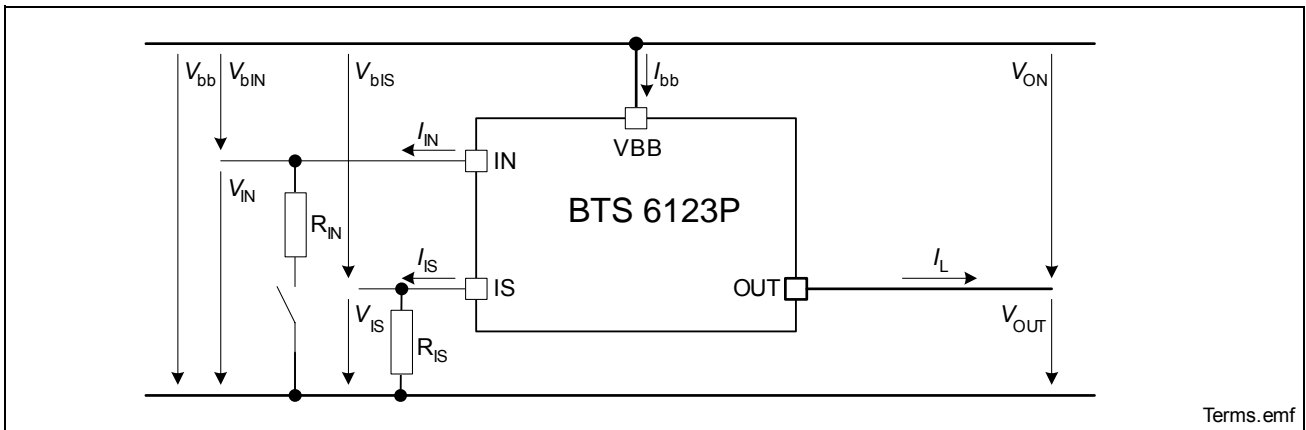 Vbb
VbIN
VbIS
Ibb
VON
IIN
VBB
IN
VIN
BTS 6123P
RIN
IIS
IL
IS
OUT
VIS
VOUT
RIS
Terms.emf